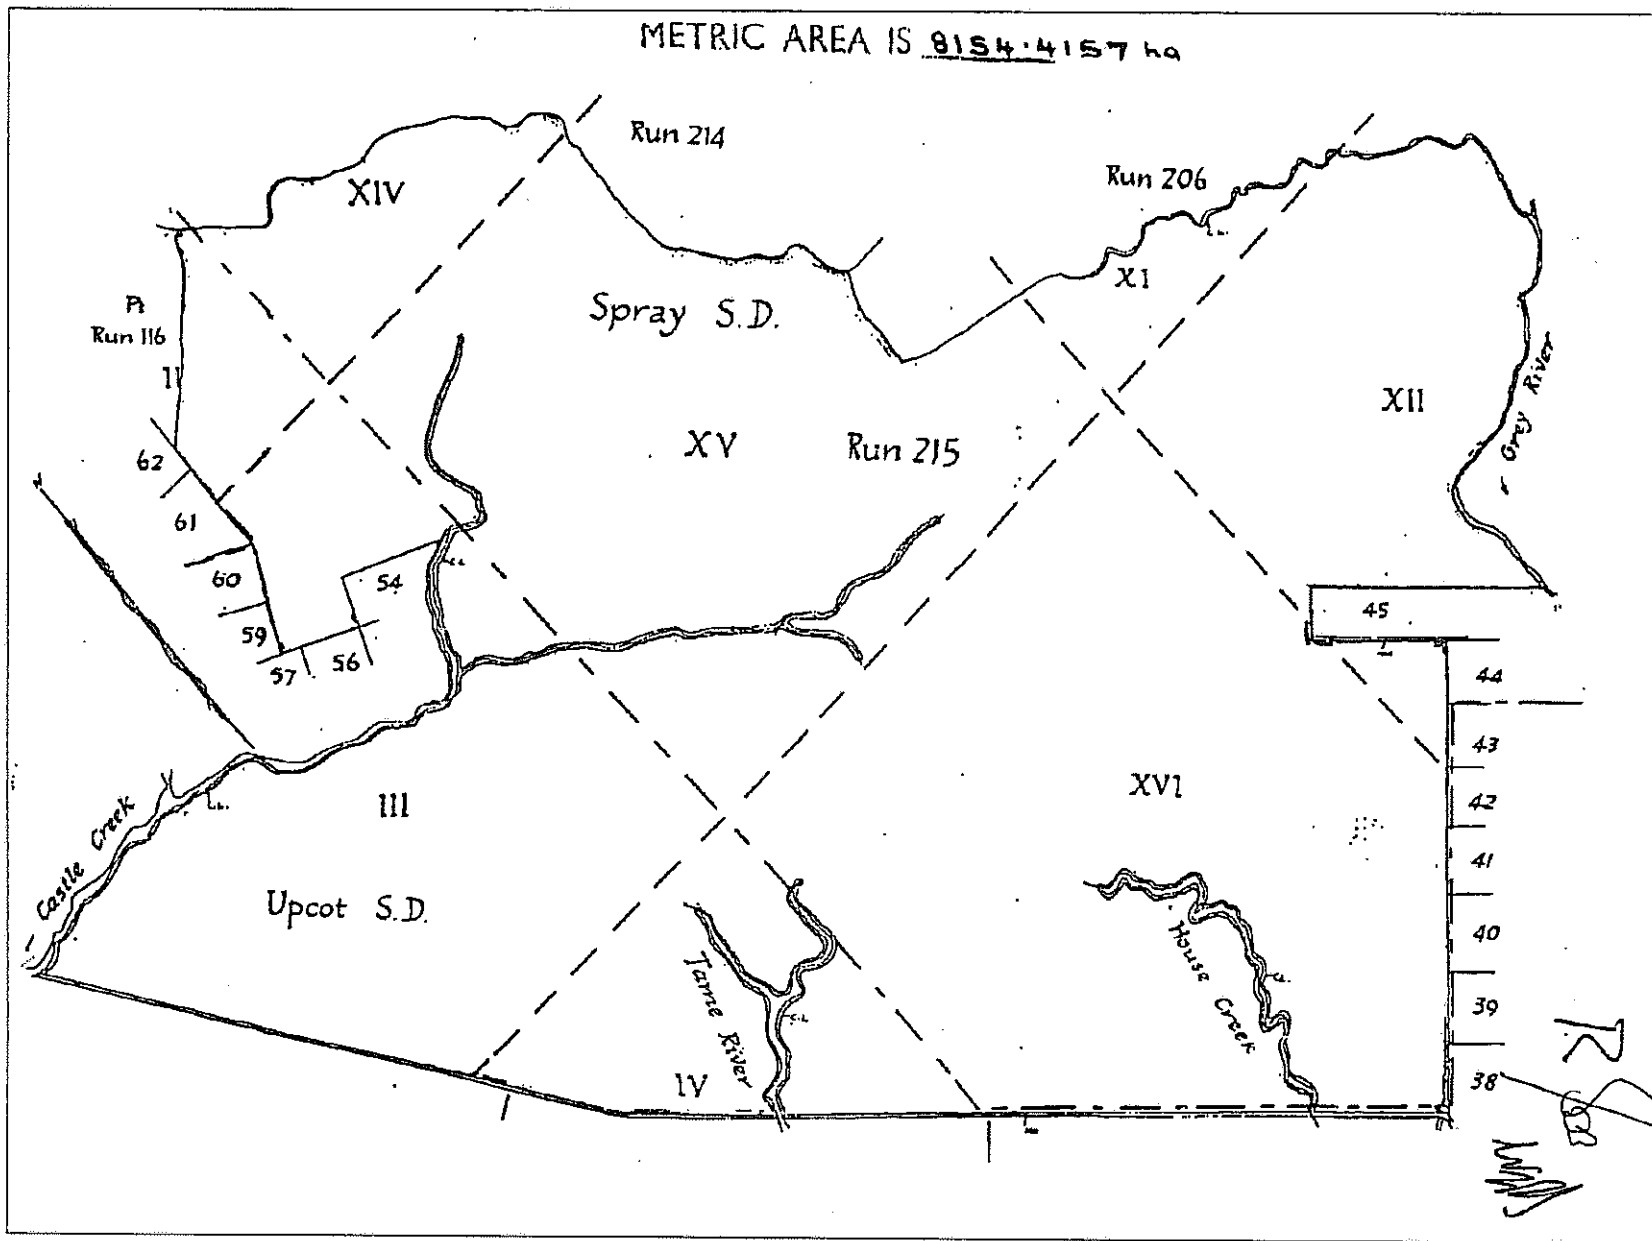 METRIC AREA IS 8154.4157 ha
Run 214
Run 206
XIV
XI
Pt
Run 116
II
Spray S.D.
XII
Grey River
XV
Run 215
62
61
60
59
57
56
54
45
44
43
42
41
40
39
38
III
XVI
Castle Creek
Upcot S.D.
Tame River
House Creek
IV